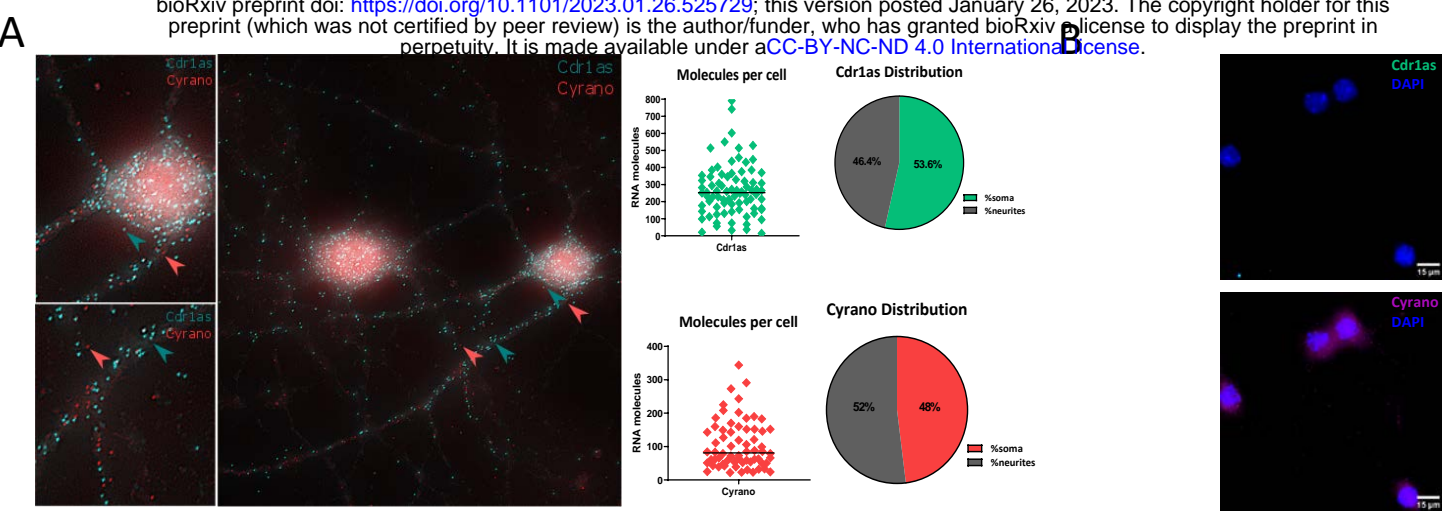 bioRxiv preprint doi: https://doi.org/10.1101/2023.01.26.525729; this version posted January 26, 2023. The copyright holder for this
preprint (which was not certified by peer review) is the author/funder, who has granted bioRxiv a license to display the preprint in
perpetuity. It is made available under aCC-BY-NC-ND 4.0 International license.
A
Cdr1as
Cyrano
Cdr1as
Cyrano
Cdr1as
Cyrano
Molecules per cell
RNA molecules
800
700
600
500
400
300
200
100
0
Cdr1as
Cdr1as Distribution
46.4%
53.6%
%soma
%neurites
Molecules per cell
RNA molecules
400
300
200
100
0
Cyrano
Cyrano Distribution
52%
48%
%soma
%neurites
B
Cdr1as
DAPI
15 µm
Cyrano
DAPI
15 µm